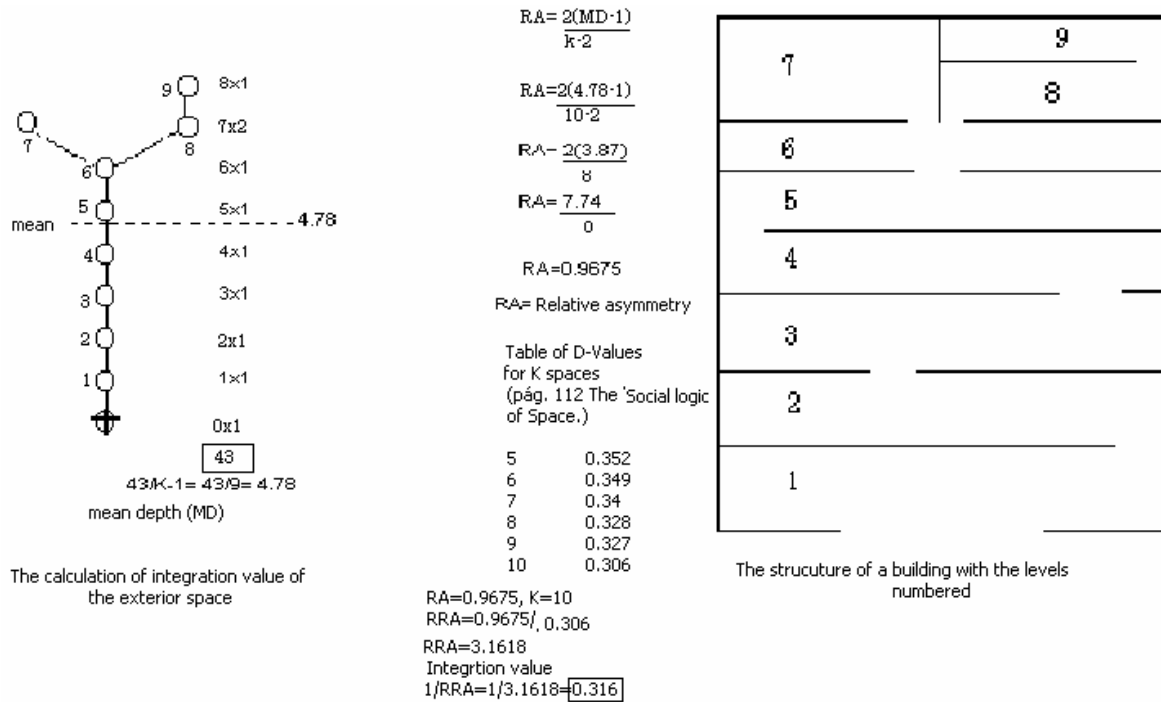 9 8x1
7 8 7x2
6 6x1
5 5x1
mean 4.78
4 4x1
3 3x1
2 2x1
1 1x1
0x1
43
43/K-1= 43/9= 4.78
mean depth (MD)
The calculation of integration value of
the exterior space
RA= 2(MD-1)
k-2
RA=2(4.78-1)
10-2
RA= 2(3.87)
8
RA= 7.74
0
RA=0.9675
RA= Relative asymmetry
Table of D-Values
for K spaces
(pág. 112 The 'Social logic
of Space.)
5 0.352
6 0.349
7 0.34
8 0.328
9 0.327
10 0.306
RA=0.9675, K=10
RRA=0.9675/, 0.306
RRA=3.1618
Integrtion value
1/RRA=1/3.1618=0.316
9
7
8
6
5
4
3
2
1
The strucuture of a building with the levels
numbered